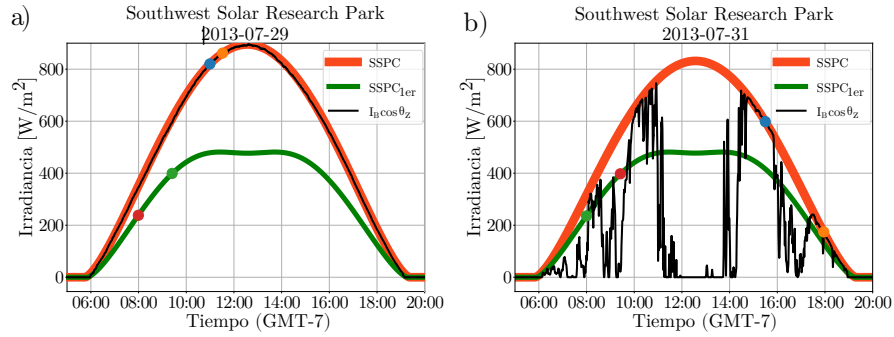 a)
Southwest Solar Research Park
2013-07-29
Irradiancia [W/m²]
800
600
400
200
0
SSPC
SSPC1er
IBcosθz
06:00 08:00 10:00 12:00 14:00 16:00 18:00 20:00
Tiempo (GMT-7)
b)
Southwest Solar Research Park
2013-07-31
Irradiancia [W/m²]
800
600
400
200
0
SSPC
SSPC1er
IBcosθz
06:00 08:00 10:00 12:00 14:00 16:00 18:00 20:00
Tiempo (GMT-7)